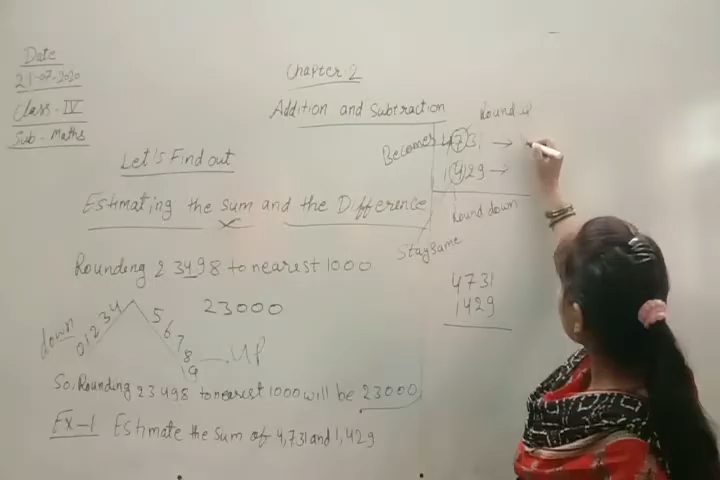 Date
21-07-2020
Class-IV
Sub-Maths
Chapter-2
Addition and Subtraction
Let's Find out
Estimating the sum and the Difference
Rounding 23498 to nearest 1000
23000
down
0 1 2 3 4
5
6
7
8
9
UP
So, Rounding 23498 to nearest 1000 will be 23000
Ex-1 Estimate the sum of 4,731 and 1,429
Round up
Becomes 4731 →
1429 →
Round down
Stay same
4731
1429